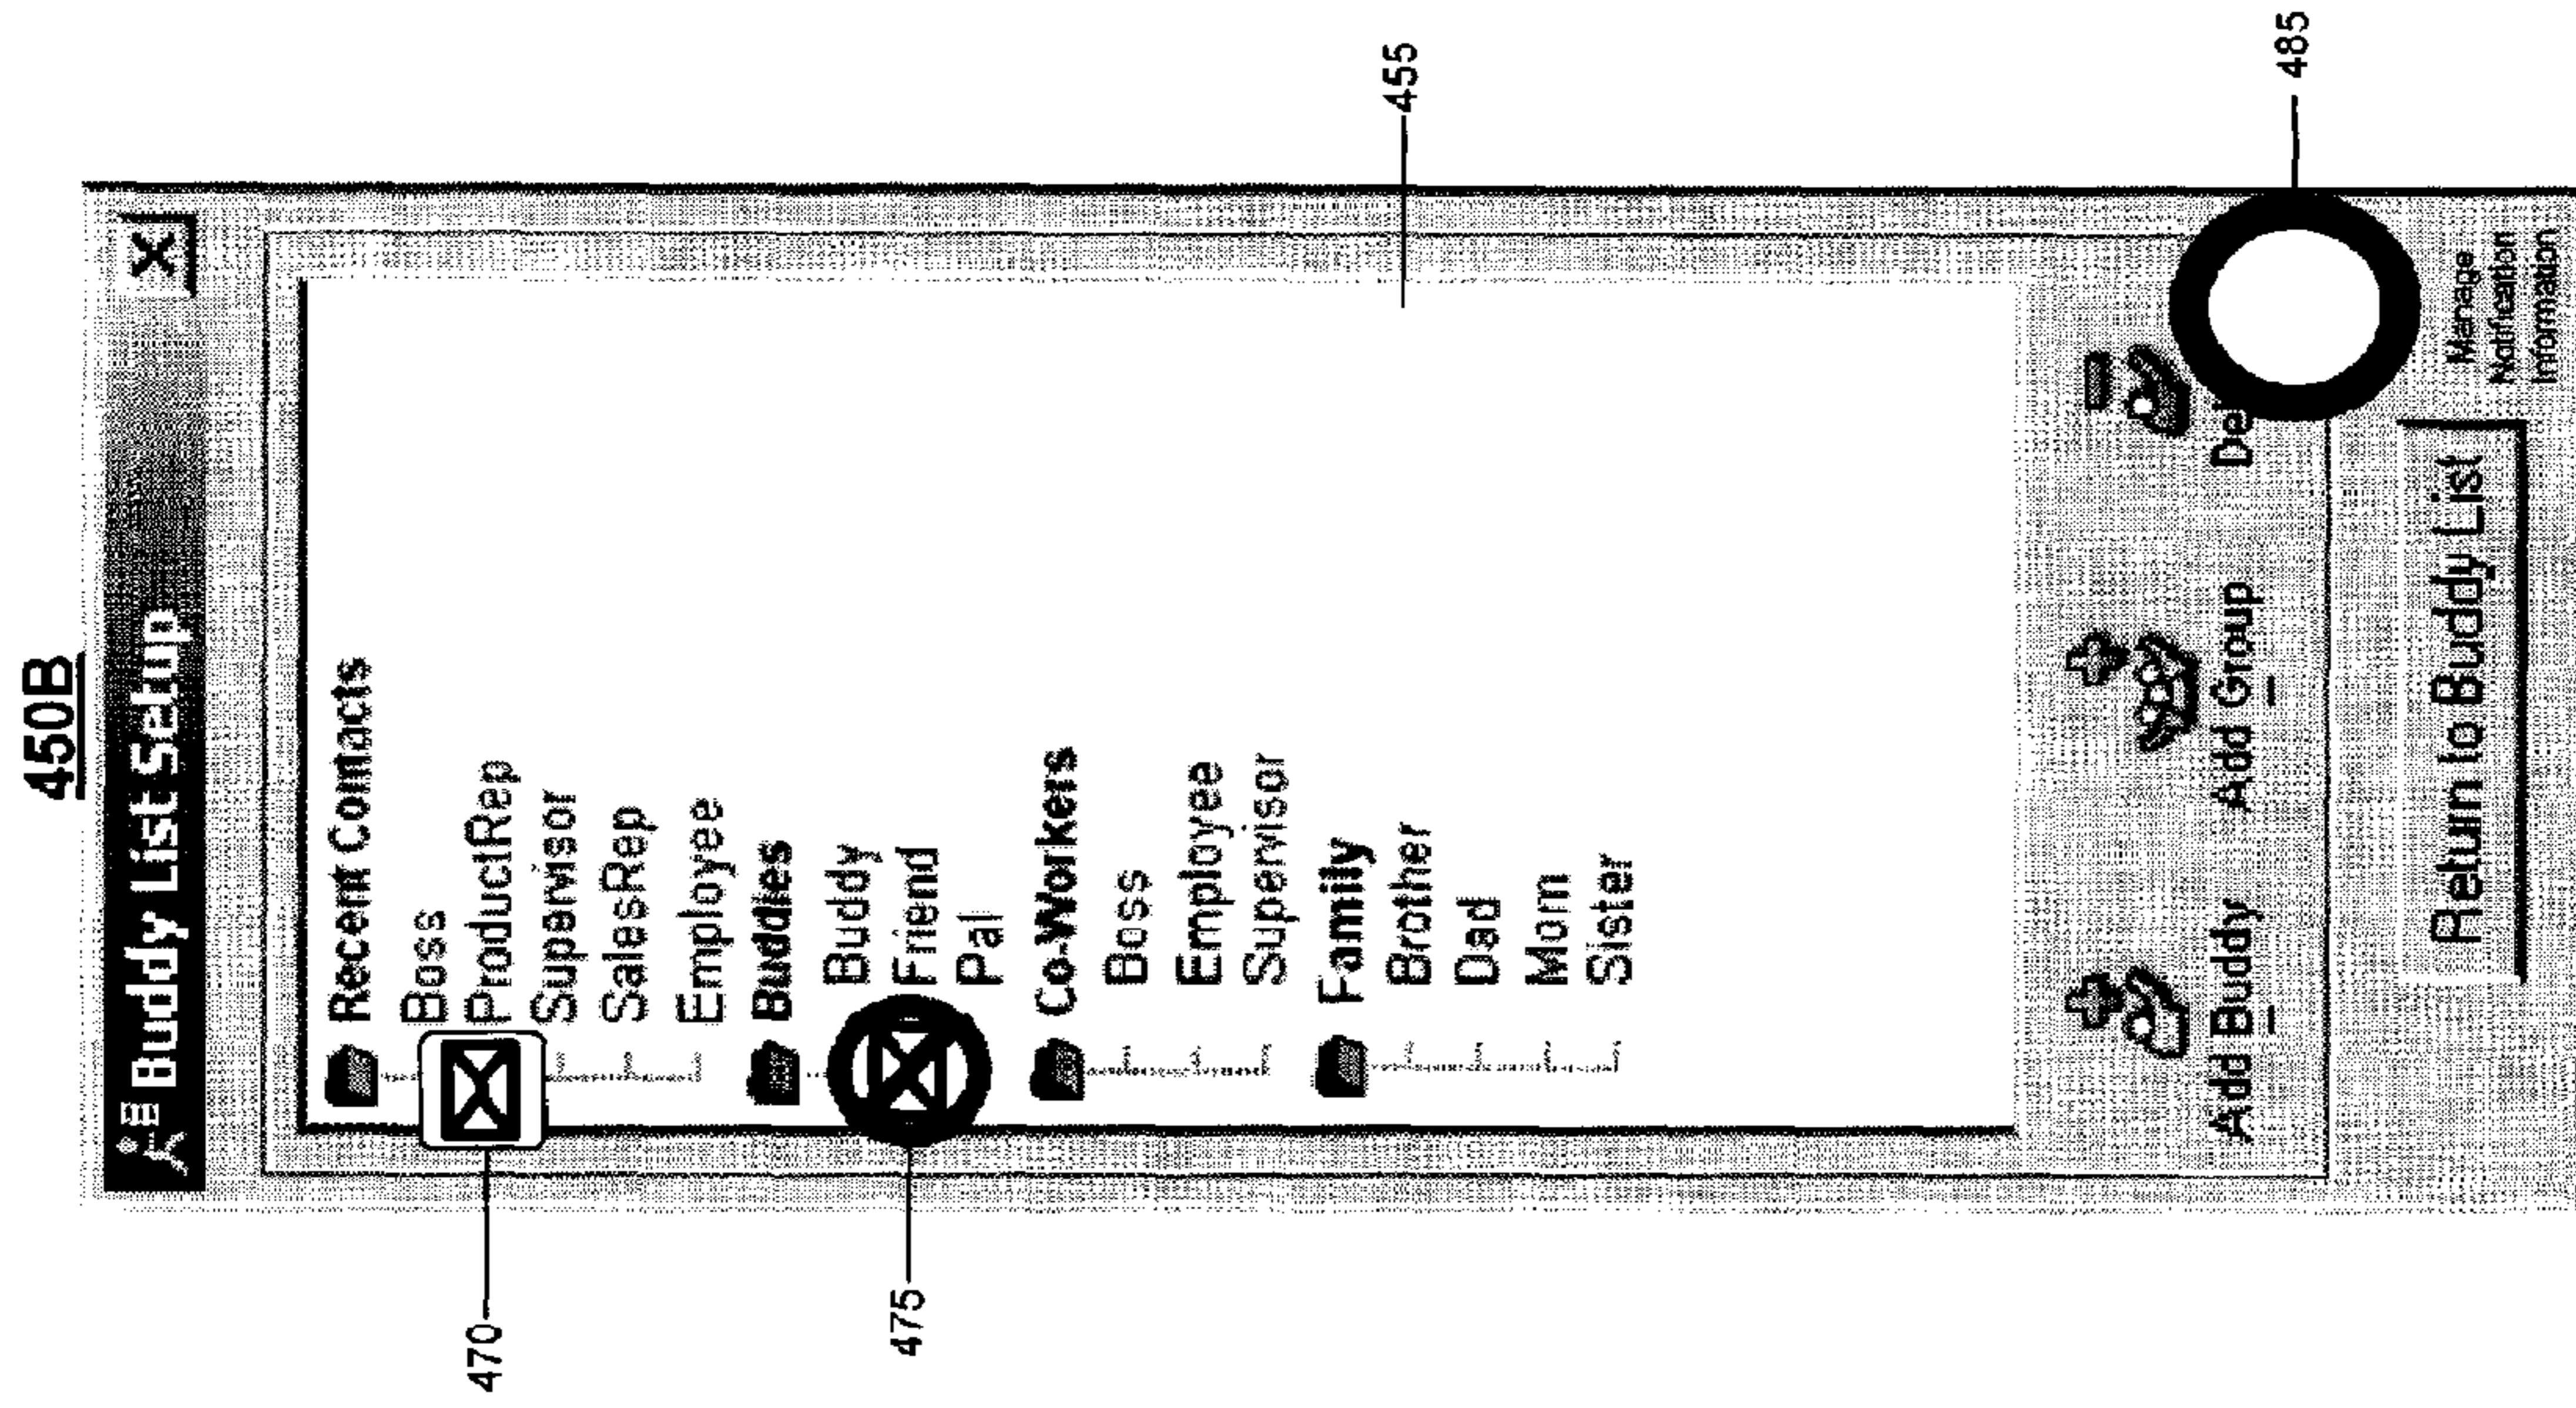 450B
Buddy List Setup
X
Recent Contacts
Boss
470
ProductRep
Supervisor
SalesRep
Employee
Buddies
Buddy
475
Friend
Pal
Co-Workers
Boss
Employee
Supervisor
455
Family
Brother
Dad
Mom
Sister
Add Buddy
Add Group
485
Return to Buddy List
Manage
Notification
Information